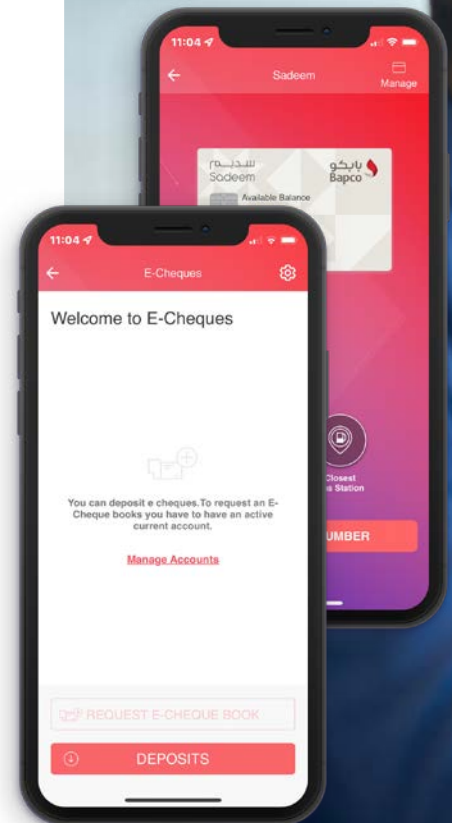 11:04
Sadeem
Manage
سديم
Sadeem
بابكو
Bapco
Available Balance
Closest
s Station
UMBER
11:04
E-Cheques
Welcome to E-Cheques
You can deposit e cheques.To request an E-
Cheque books you have to have an active
current account.
Manage Accounts
REQUEST E-CHEQUE BOOK
DEPOSITS